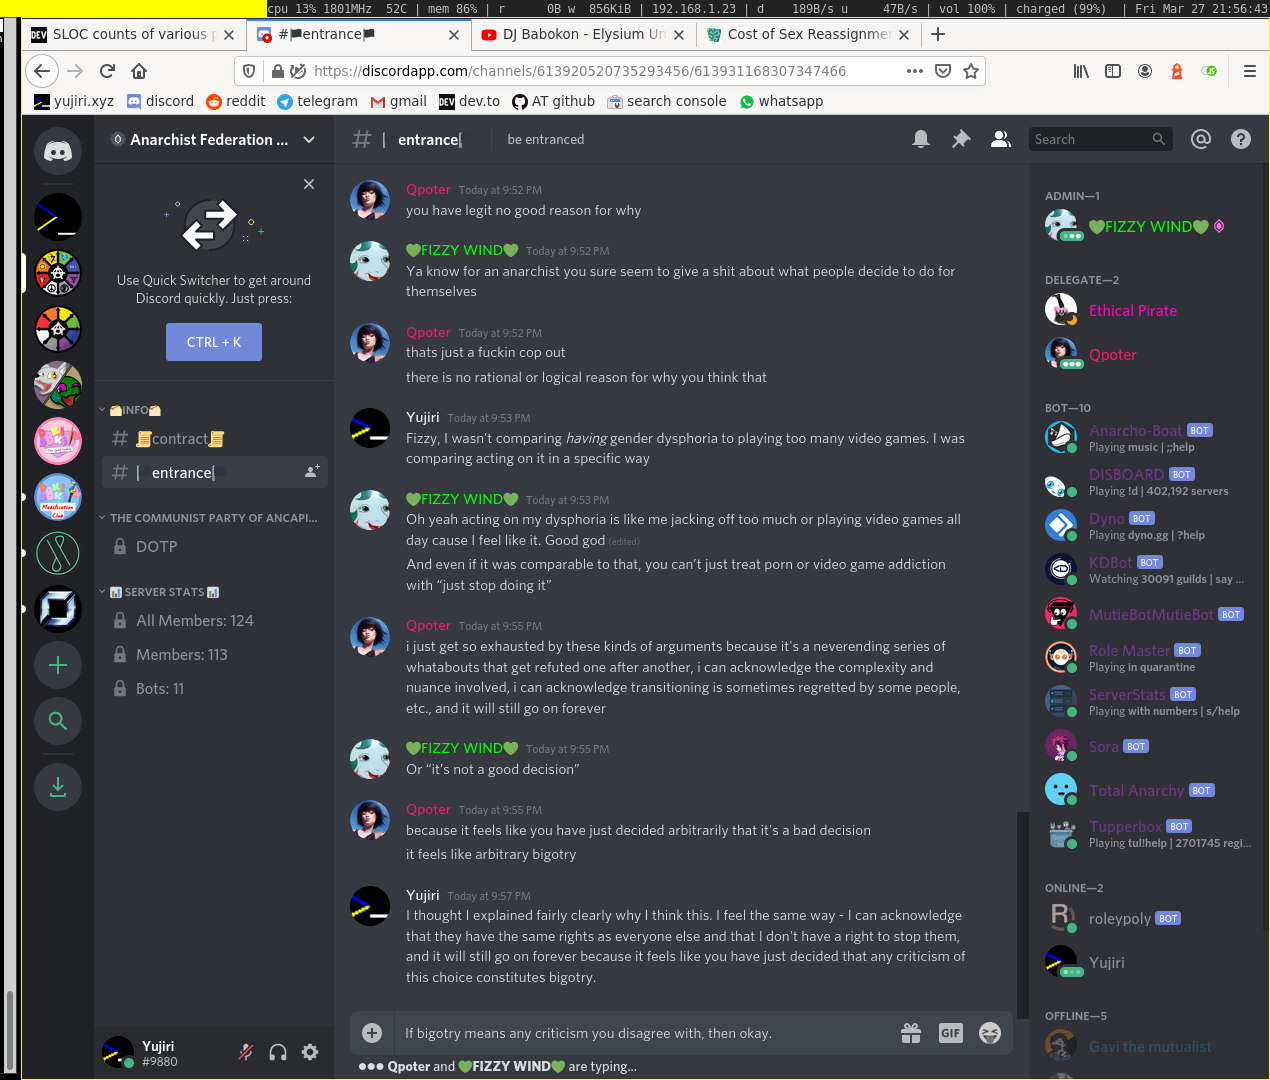 cpu 13% 1801MHz 52C | mem 86% | r 0B w 856KiB | 192.168.1.23 | d 189B/s u 47B/s | vol 100% | charged (99%) | Fri Mar 27 21:56:43
DEV SLOC counts of various p
#🏴entrance🏴
DJ Babokon - Elysium Un
Cost of Sex Reassignme
https://discordapp.com/channels/613920520735293456/613931168307347466
yujiri.xyz discord reddit telegram gmail DEV dev.to AT github search console whatsapp
Anarchist Federation ...
# entrance
be entranced
Search
Use Quick Switcher to get around
Discord quickly. Just press:
CTRL + K
INFO
# 📜contract📜
# entrance
THE COMMUNIST PARTY OF ANCAPI...
DOTP
📊 SERVER STATS 📊
All Members: 124
Members: 113
Bots: 11
Yujiri
#9880
Qpoter Today at 9:52 PM
you have legit no good reason for why
💚FIZZY WIND💚 Today at 9:52 PM
Ya know for an anarchist you sure seem to give a shit about what people decide to do for
themselves
Qpoter Today at 9:52 PM
thats just a fuckin cop out
there is no rational or logical reason for why you think that
Yujiri Today at 9:53 PM
Fizzy, I wasn't comparing having gender dysphoria to playing too many video games. I was
comparing acting on it in a specific way
💚FIZZY WIND💚 Today at 9:53 PM
Oh yeah acting on my dysphoria is like me jacking off too much or playing video games all
day cause I feel like it. Good god (edited)
And even if it was comparable to that, you can’t just treat porn or video game addiction
with “just stop doing it”
Qpoter Today at 9:55 PM
i just get so exhausted by these kinds of arguments because it's a neverending series of
whatabouts that get refuted one after another, i can acknowledge the complexity and
nuance involved, i can acknowledge transitioning is sometimes regretted by some people,
etc., and it will still go on forever
💚FIZZY WIND💚 Today at 9:55 PM
Or “it’s not a good decision”
Qpoter Today at 9:55 PM
because it feels like you have just decided arbitrarily that it's a bad decision
it feels like arbitrary bigotry
Yujiri Today at 9:57 PM
I thought I explained fairly clearly why I think this. I feel the same way - I can acknowledge
that they have the same rights as everyone else and that I don't have a right to stop them,
and it will still go on forever because it feels like you have just decided that any criticism of
this choice constitutes bigotry.
If bigotry means any criticism you disagree with, then okay.
GIF
Qpoter and 💚FIZZY WIND💚 are typing...
ADMIN—1
💚FIZZY WIND💚
DELEGATE—2
Ethical Pirate
Qpoter
BOT—10
Anarcho-Boat BOT
Playing music | ;;help
DISBOARD BOT
Playing !d | 402,192 servers
Dyno BOT
Playing dyno.gg | ?help
KDBot BOT
Watching 30091 guilds | say ...
MutieBotMutieBot BOT
Role Master BOT
Playing in quarantine
ServerStats BOT
Playing with numbers | s/help
Sora BOT
Total Anarchy BOT
Tupperbox BOT
Playing tul!help | 2701745 regi...
ONLINE—2
roleypoly BOT
Yujiri
OFFLINE—5
Gavi the mutualist